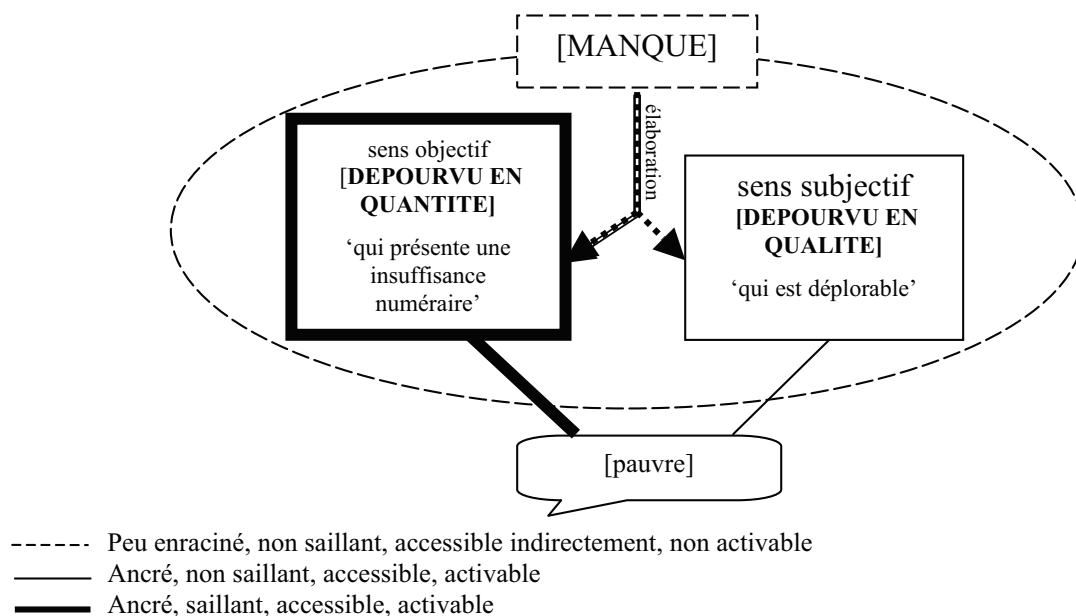 [MANQUE]
élaboration
sens objectif
[DEPOURVU EN
QUANTITE]
‘qui présente une
insuffisance
numéraire’
sens subjectif
[DEPOURVU EN
QUALITE]
‘qui est déplorable’
[pauvre]
Peu enraciné, non saillant, accessible indirectement, non activable
Ancré, non saillant, accessible, activable
Ancré, saillant, accessible, activable